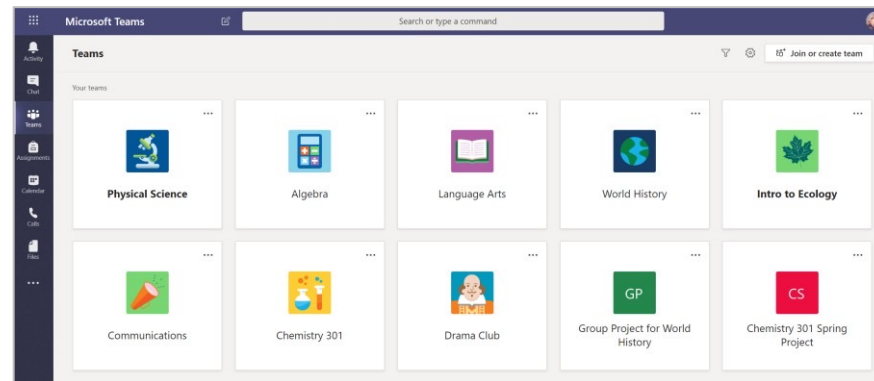 Microsoft Teams
Search or type a command
Activity
Chat
Teams
Assignments
Calendar
Calls
Files
Teams
Join or create team
Your teams
Physical Science
Algebra
Language Arts
World History
Intro to Ecology
Communications
Chemistry 301
Drama Club
GP
Group Project for World
History
CS
Chemistry 301 Spring
Project